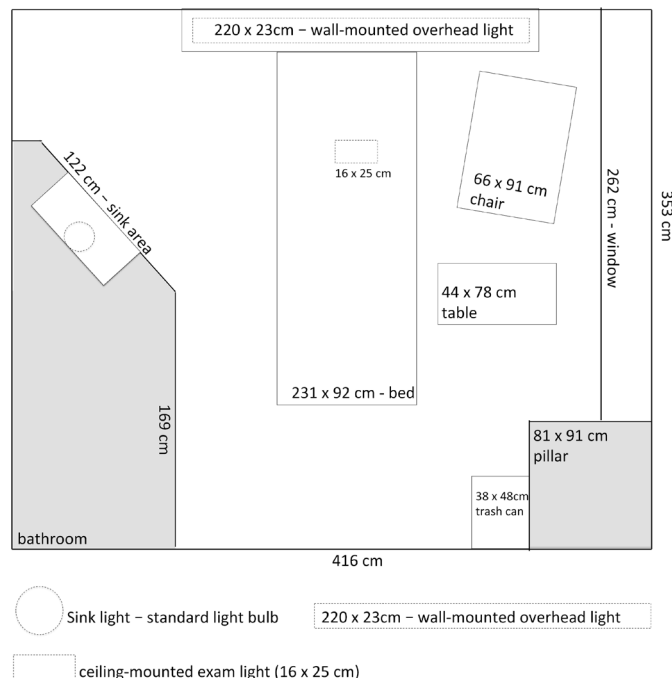 220 x 23cm – wall-mounted overhead light
122 cm – sink area
16 x 25 cm
66 x 91 cm
chair
262 cm - window
353 cm
44 x 78 cm
table
231 x 92 cm - bed
169 cm
81 x 91 cm
pillar
38 x 48cm
trash can
bathroom
416 cm
Sink light – standard light bulb
220 x 23cm – wall-mounted overhead light
ceiling-mounted exam light (16 x 25 cm)